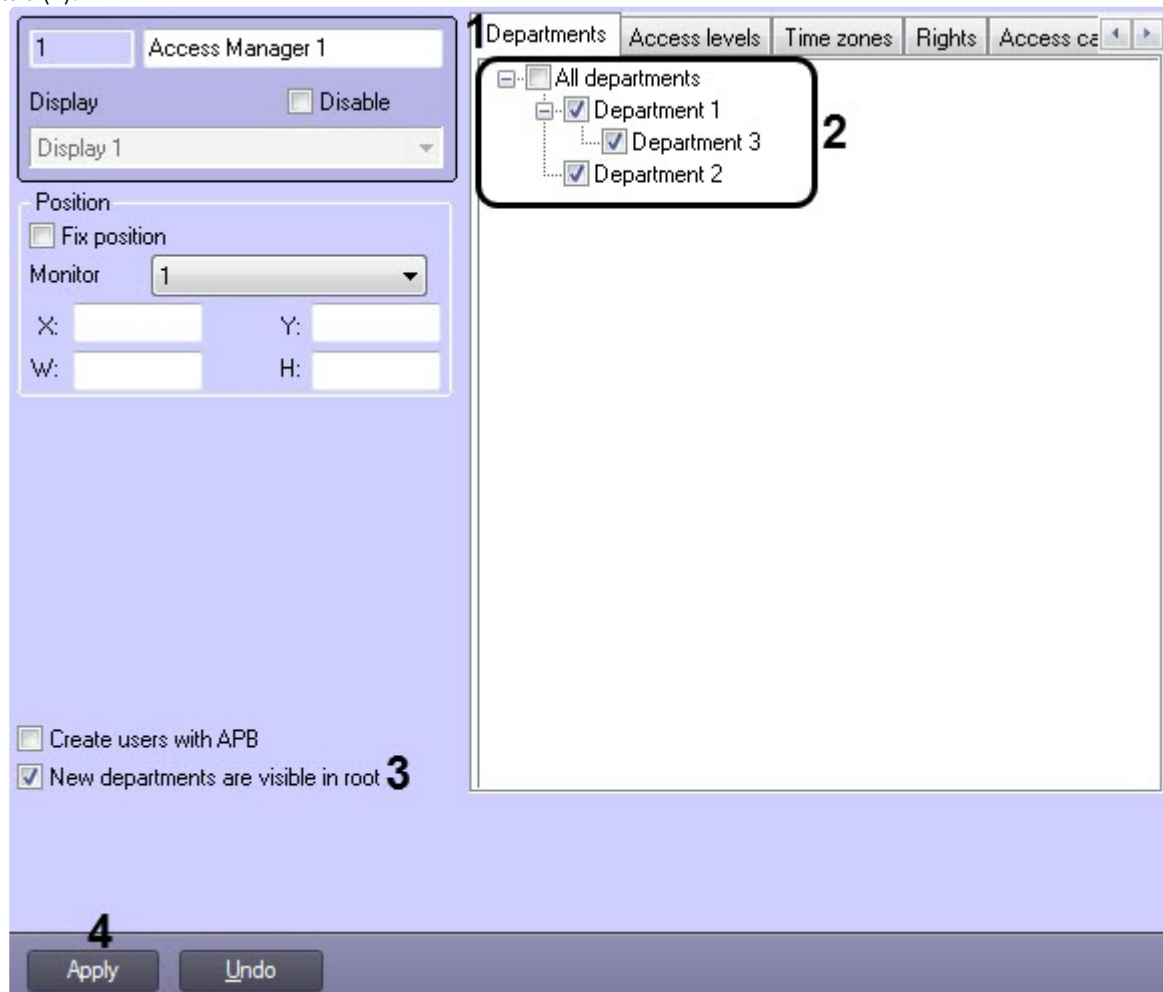 1 Access Manager 1
Display Disable
Display 1
Position
Fix position
Monitor 1
X: Y:
W: H:
Create users with APB
New departments are visible in root 3
1 Departments Access levels Time zones Rights Access ca
All departments
Department 1
Department 3
Department 2
2
4
Apply Undo